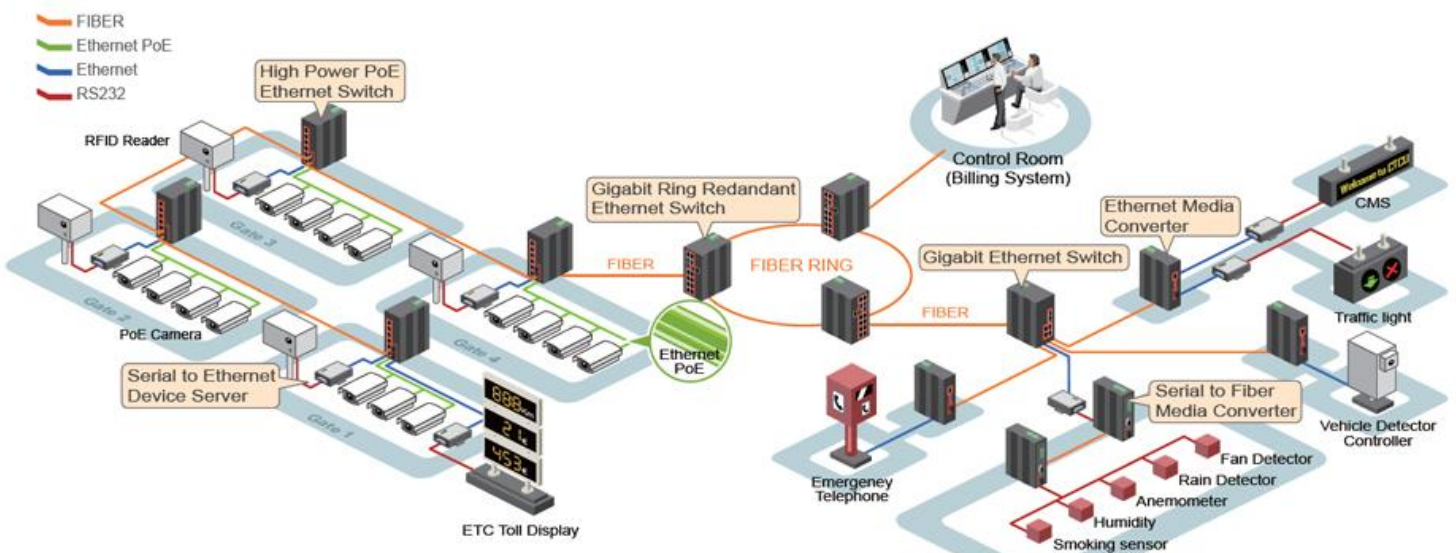 FIBER
Ethernet PoE
Ethernet
RS232
High Power PoE
Ethernet Switch
RFID Reader
Gate 3
Gate 2
PoE Camera
Serial to Ethernet
Device Server
Gate 1
Gate 4
Ethernet
PoE
888
21
453
ETC Toll Display
Gigabit Ring Redandant
Ethernet Switch
FIBER
FIBER RING
Control Room
(Billing System)
Gigabit Ethernet Switch
FIBER
Ethernet Media
Converter
Welcome to CTCU
CMS
Traffic light
Vehicle Detector
Controller
Serial to Fiber
Media Converter
Emergeney
Telephone
Fan Detector
Rain Detector
Anemometer
Humidity
Smoking sensor